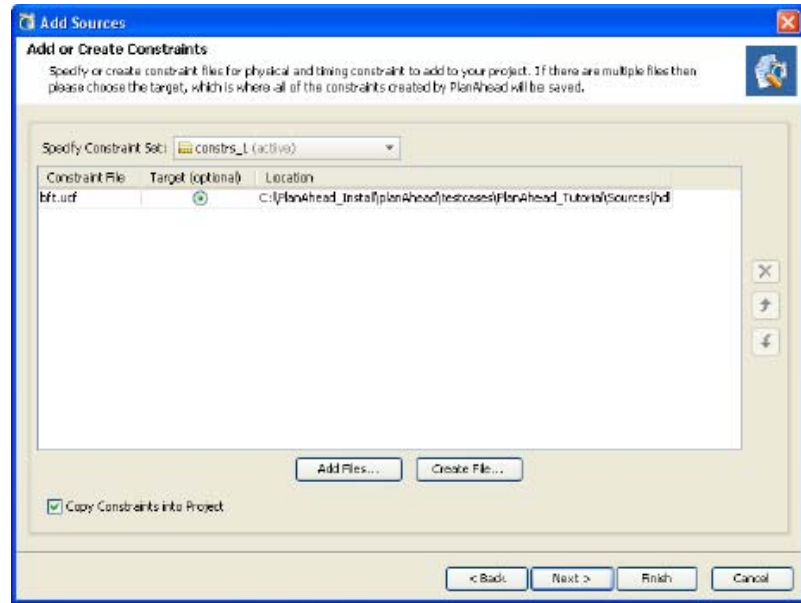 Add Sources
Add or Create Constraints
Specify or create constraint files for physical and timing constraint to add to your project. If there are multiple files then
please choose the target, which is where all of the constraints created by PlanAhead will be saved.
Specify Constraint Set: constrs_1 (active)
Constraint File Target (optional) Location
bft.ucf C:\PlanAhead_Install\planAhead\testcases\PlanAhead_Tutorial\Sources\hdl
Add Files... Create File...
Copy Constraints into Project
< Back Next > Finish Cancel